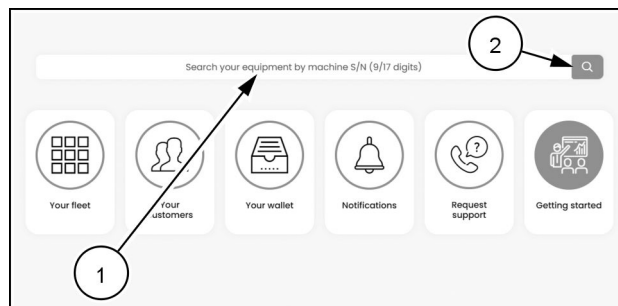 2
Search your equipment by machine S/N (9/17 digits)
Your fleet
Your
customers
Your wallet
Notifications
Request
support
Getting started
1